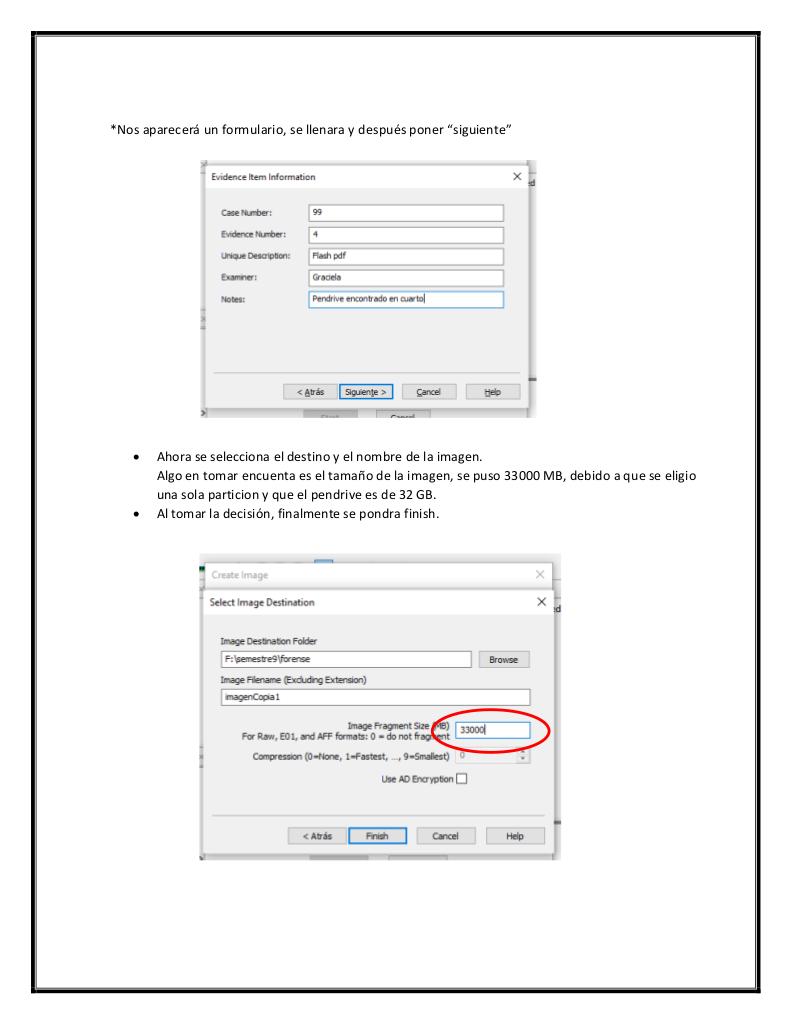 *Nos aparecerá un formulario, se llenara y después poner “siguiente”
Evidence Item Information
ed
Case Number: 99
Evidence Number: 4
Unique Description: Flash pdf
Examiner: Graciela
Notes: Pendrive encontrado en cuarto
< Atrás Siguiente > Cancel Help
Start Cancel
• Ahora se selecciona el destino y el nombre de la imagen.
Algo en tomar encuenta es el tamaño de la imagen, se puso 33000 MB, debido a que se eligio
una sola particion y que el pendrive es de 32 GB.
• Al tomar la decisión, finalmente se pondra finish.
Create Image
Select Image Destination
ed
Image Destination Folder
F:\semestre9\forense Browse
Image Filename (Excluding Extension)
imagenCopia1
Image Fragment Size (MB) 33000
For Raw, E01, and AFF formats: 0 = do not fragment
Compression (0=None, 1=Fastest, ..., 9=Smallest) 0
Use AD Encryption
< Atrás Finish Cancel Help